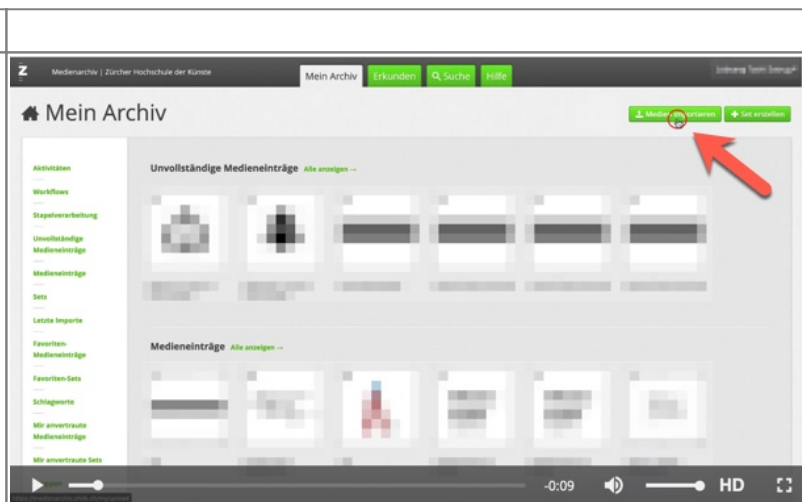 Z
Medienarchiv | Zürcher Hochschule der Künste
Mein Archiv
Erkunden
Suche
Hilfe
Mein Archiv
Medien importieren
Set erstellen
Aktivitäten
Workflows
Stapelverarbeitung
Unvollständige
Medieneinträge
Medieneinträge
Sets
Letzte Importe
Favoriten-
Medieneinträge
Favoriten-Sets
Schlagworte
Mir anvertraute
Medieneinträge
Mir anvertraute Sets
Unvollständige Medieneinträge Alle anzeigen →
Medieneinträge Alle anzeigen →
-0:09
HD